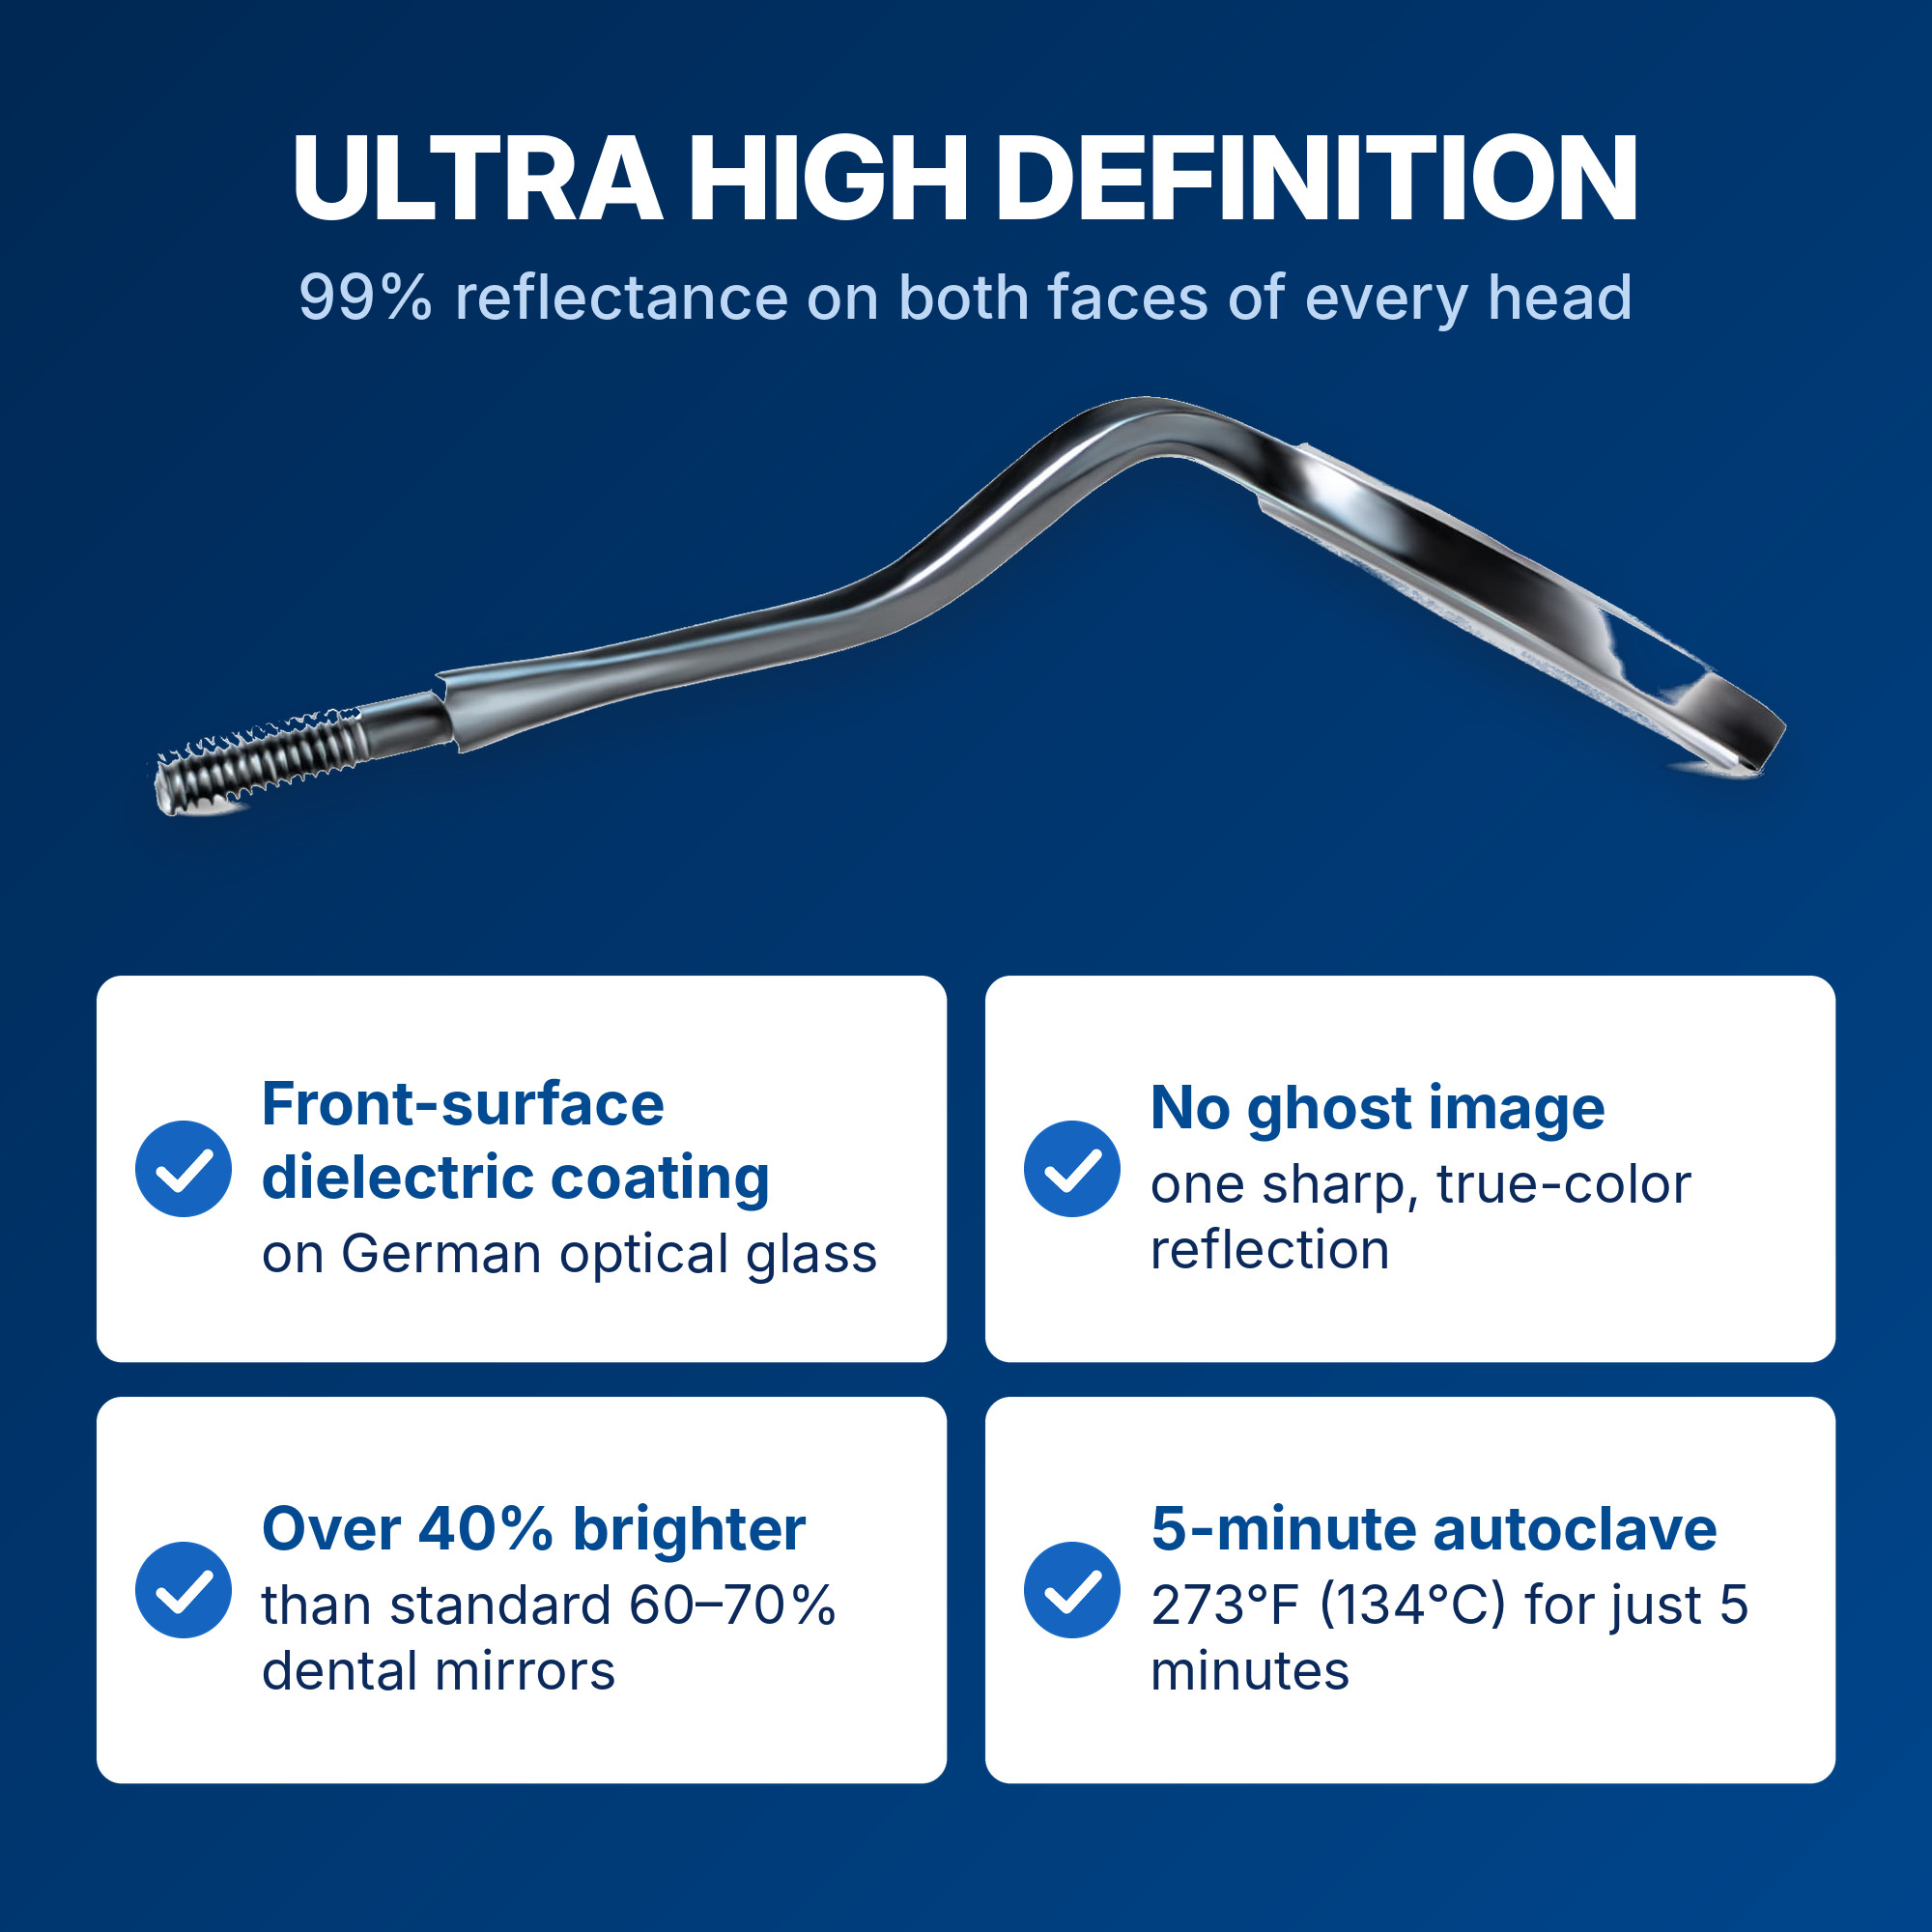 ULTRA HIGH DEFINITION
99% reflectance on both faces of every head
Front-surface
dielectric coating
on German optical glass
No ghost image
one sharp, true-color
reflection
Over 40% brighter
than standard 60–70%
dental mirrors
5-minute autoclave
273°F (134°C) for just 5
minutes